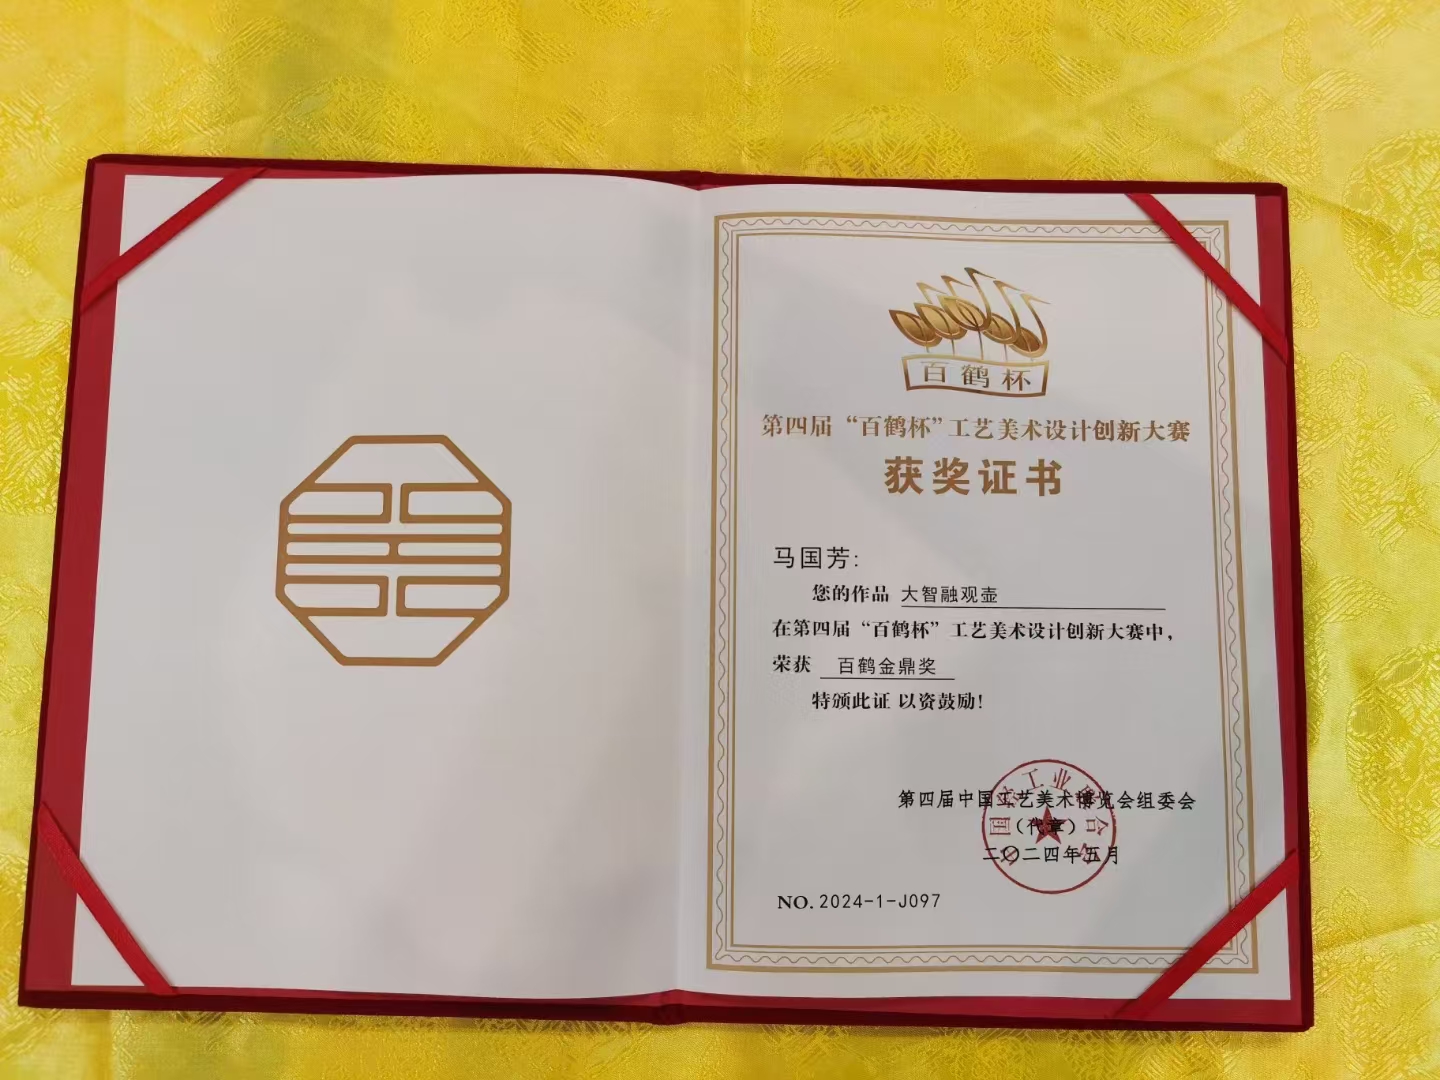 百鹤杯
第四届“百鹤杯”工艺美术设计创新大赛
获奖证书
马国芳:
您的作品 大智融观壶
在第四届“百鹤杯”工艺美术设计创新大赛中,
荣获 百鹤金鼎奖
特颁此证 以资鼓励!
第四届中国工艺美术博览会组委会
(代章)
二〇二四年五月
NO. 2024-1-J097